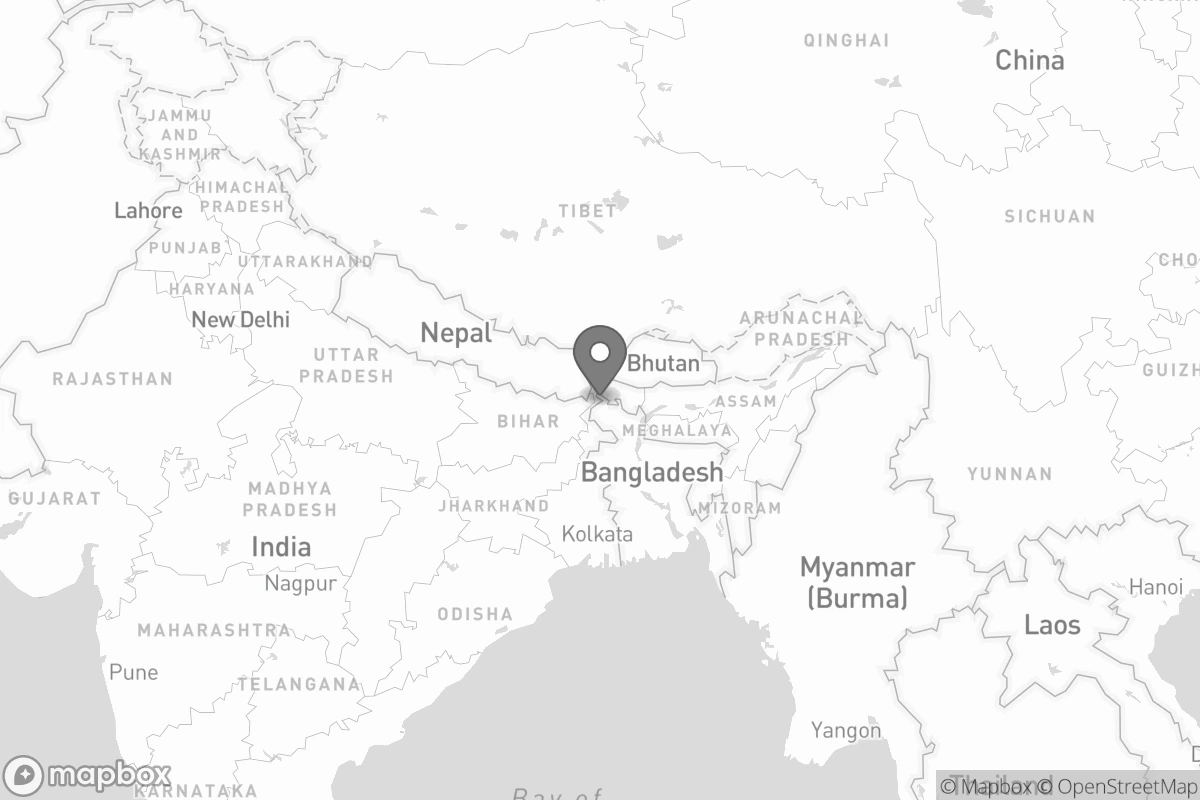 QINGHAI
China
JAMMU
AND
KASHMIR
HIMACHAL
PRADESH
Lahore
TIBET
SICHUAN
PUNJAB
UTTARAKHAND
HARYANA
New Delhi
Nepal
ARUNACHAL
PRADESH
UTTAR
PRADESH
Bhutan
RAJASTHAN
ASSAM
BIHAR
MEGHALAYA
Bangladesh
YUNNAN
GUJARAT
MADHYA
PRADESH
JHARKHAND
MIZORAM
Kolkata
India
Nagpur
Myanmar
(Burma)
Hanoi
ODISHA
Laos
MAHARASHTRA
Pune
TELANGANA
Yangon
mapbox
KARNATAKA
Bay of
Thailand
© Mapbox © OpenStreetMap